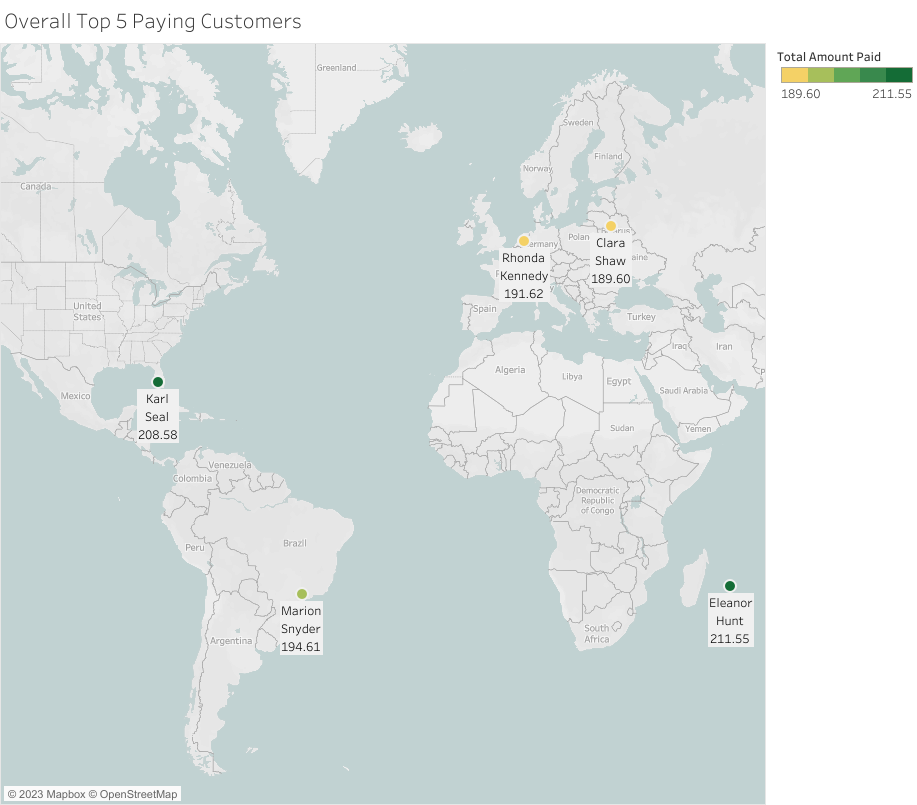 Overall Top 5 Paying Customers
Total Amount Paid
189.60 211.55
Greenland
Sweden
Finland
Norway
Canada
Polan
ermany
Clara
Shaw
189.60
aine
Rhonda
Kennedy
191.62
Spain
Turkey
United
States
Iraq
Iran
Algeria
Libya
Egypt
Saudi Arabia
Mexico
Karl
Seal
208.58
Sudan
Yemen
Venezuela
Colombia
Democratic
Republic
of Congo
Peru
Brazil
Marion
Snyder
194.61
Eleanor
Hunt
211.55
South
Africa
Argentina
© 2023 Mapbox © OpenStreetMap